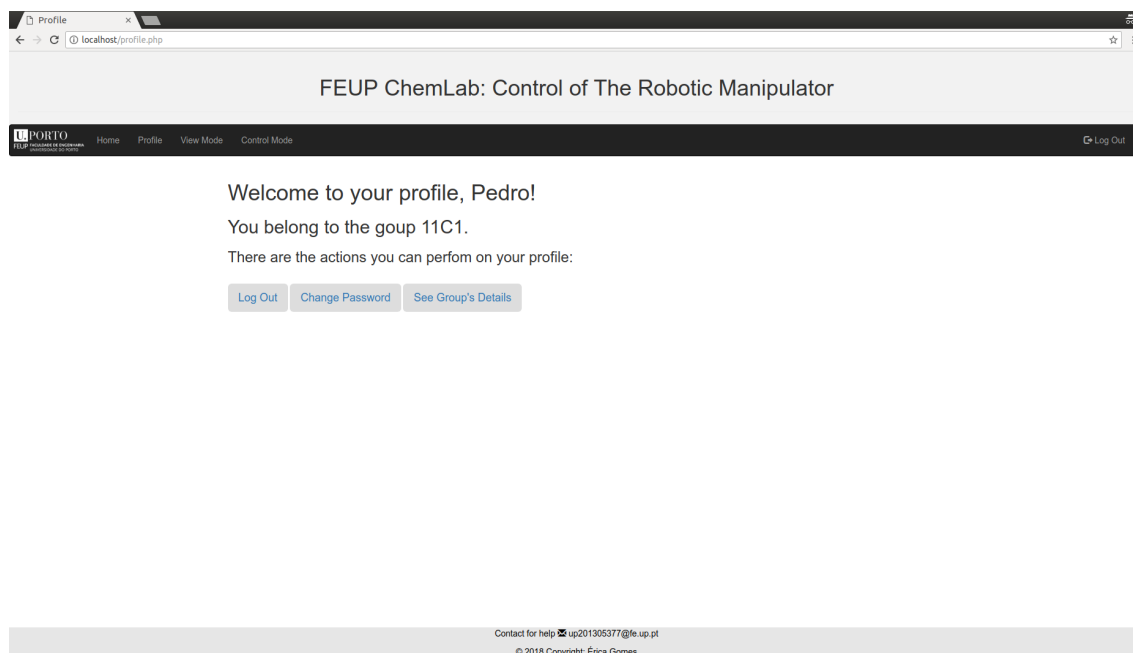 Profile
localhost/profile.php
FEUP ChemLab: Control of The Robotic Manipulator
U. PORTO
FEUP FACULDADE DE ENGENHARIA
UNIVERSIDADE DO PORTO
Home Profile View Mode Control Mode Log Out
Welcome to your profile, Pedro!
You belong to the goup 11C1.
There are the actions you can perfom on your profile:
Log Out Change Password See Group's Details
Contact for help up201305377@fe.up.pt
© 2018 Copyright: Érica Gomes